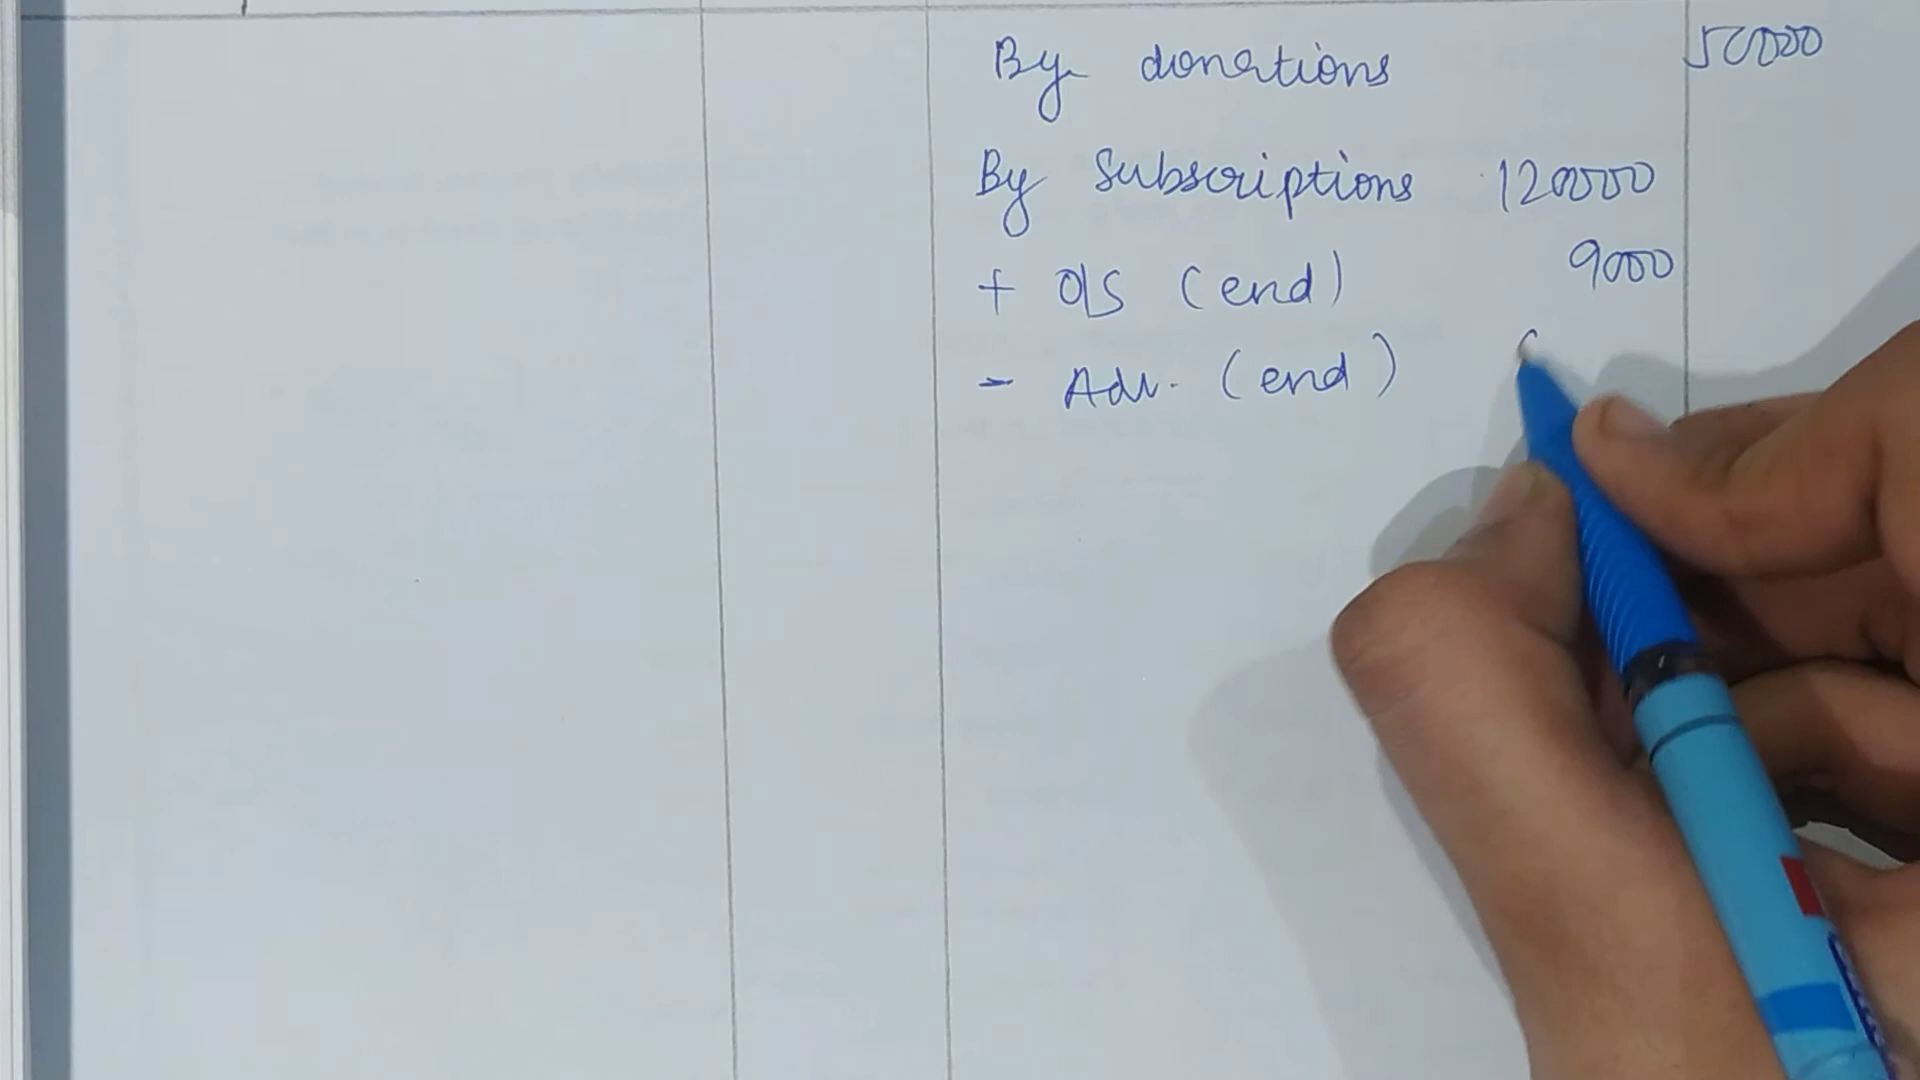 By donations 50000
By Subscriptions 120000
+ O/S (end) 9000
- Adv. (end) (